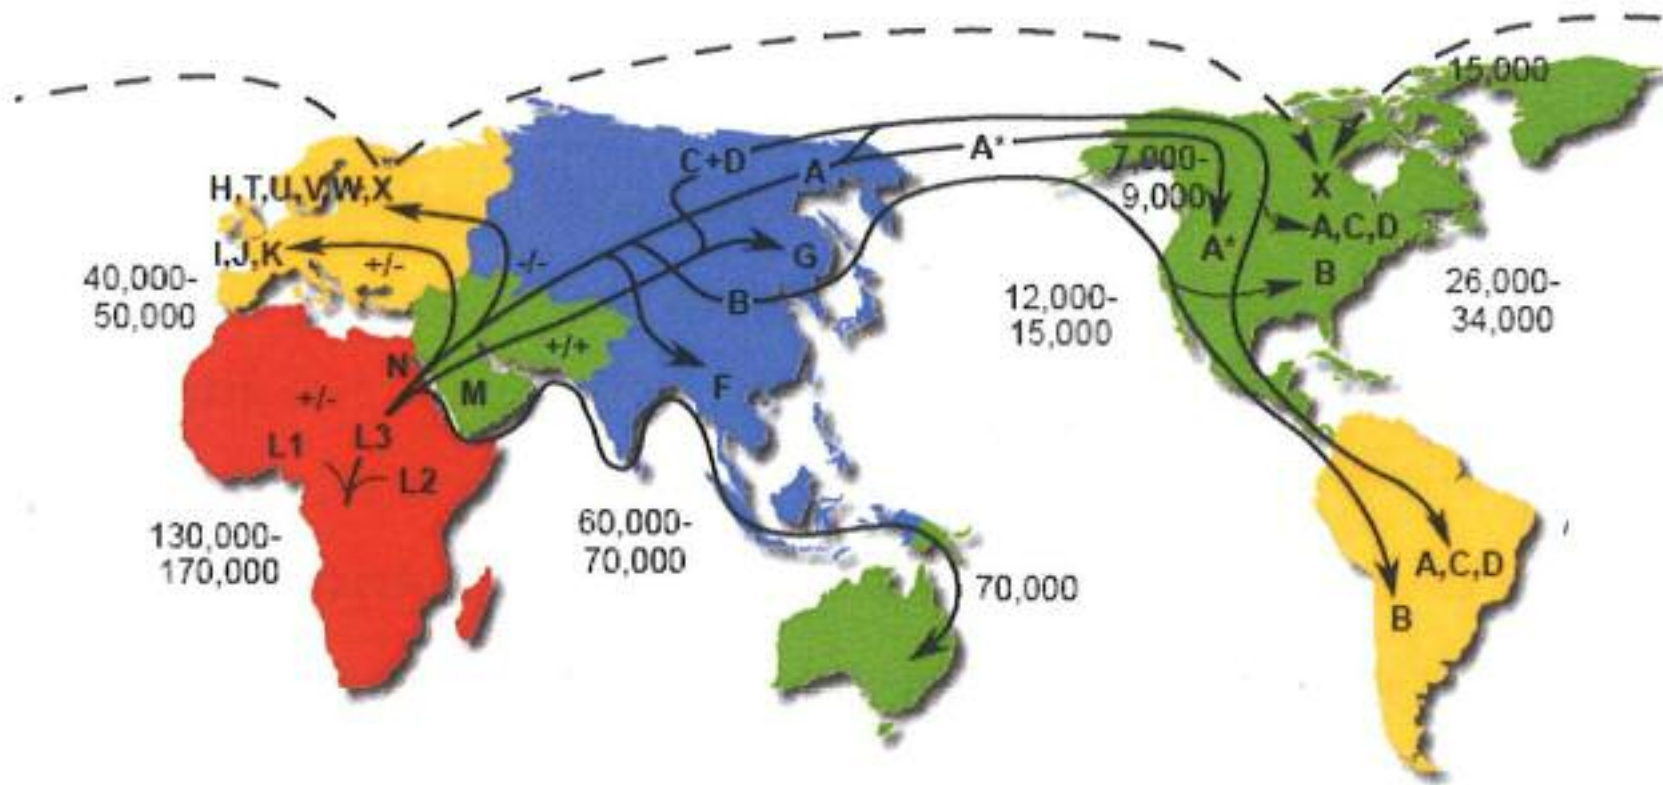 15,000
C+D
A*
A
7,000-
9,000
H,T,U,V,W,X
X
A,C,D
A*
I,J,K
+/-
-/-
G
B
B
40,000-
50,000
12,000-
15,000
26,000-
34,000
N
+/+
M
F
+/-
L3
L1
L2
130,000-
170,000
60,000-
70,000
70,000
A,C,D
B